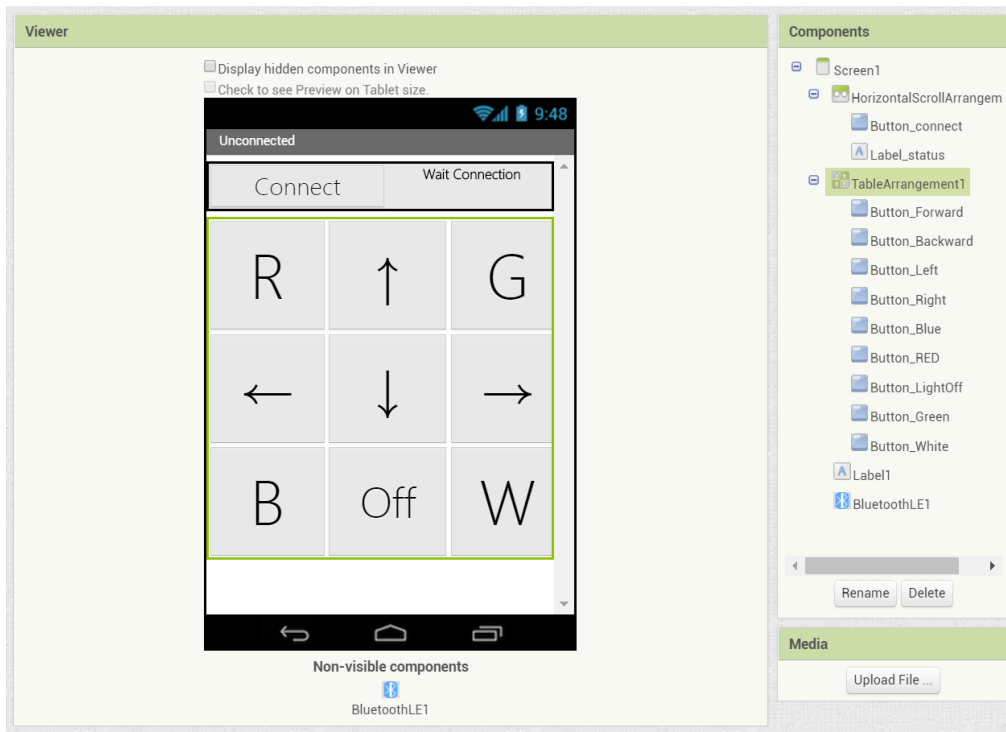 Viewer
Display hidden components in Viewer
Check to see Preview on Tablet size.
9:48
Unconnected
Connect
Wait Connection
R ↑ G
← ↓ →
B Off W
Non-visible components
BluetoothLE1
Components
Screen1
HorizontalScrollArrangem
Button_connect
A Label_status
TableArrangement1
Button_Forward
Button_Backward
Button_Left
Button_Right
Button_Blue
Button_RED
Button_LightOff
Button_Green
Button_White
A Label1
BluetoothLE1
Rename Delete
Media
Upload File ...